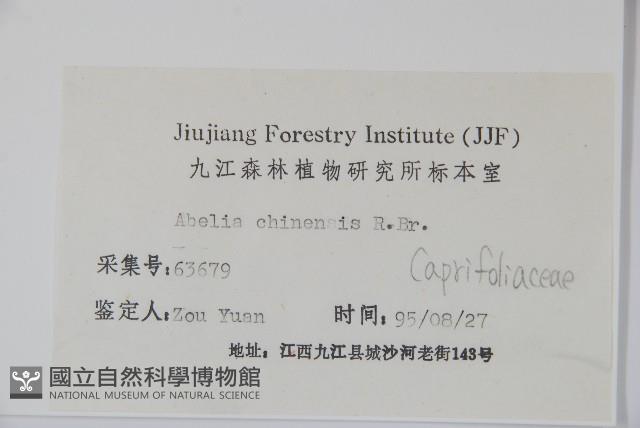 Jiujiang Forestry Institute (JJF)
九江森林植物研究所标本室
Abelia chinensis R.Br.
采集号:63679
Caprifoliaceae
鉴定人:Zou Yuan 时间:95/08/27
地址:江西九江县城沙河老街143号
國立自然科學博物館
NATIONAL MUSEUM OF NATURAL SCIENCE